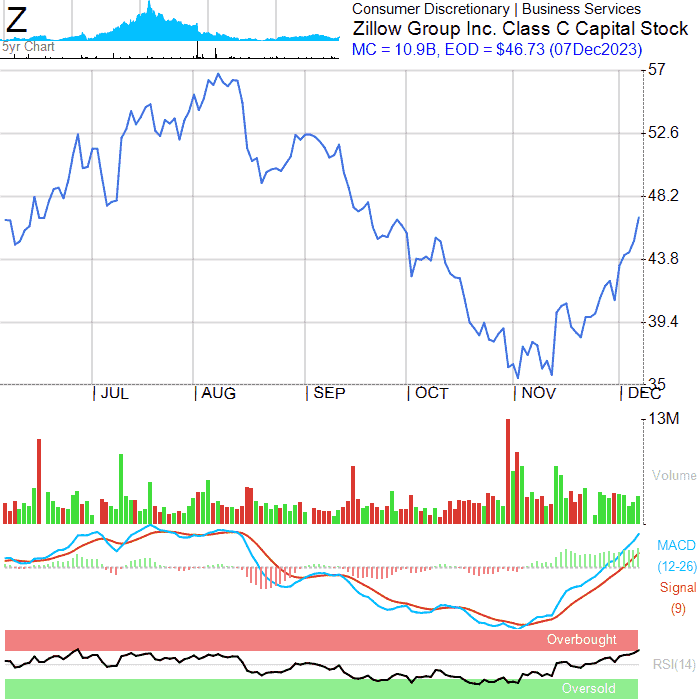 Z
5yr Chart
Consumer Discretionary | Business Services
Zillow Group Inc. Class C Capital Stock
MC = 10.9B, EOD = $46.73 (07Dec2023)
57
52.6
48.2
43.8
39.4
35
JUL AUG SEP OCT NOV DEC
13M
Volume
MACD
(12-26)
Signal
(9)
Overbought
RSI(14)
Oversold